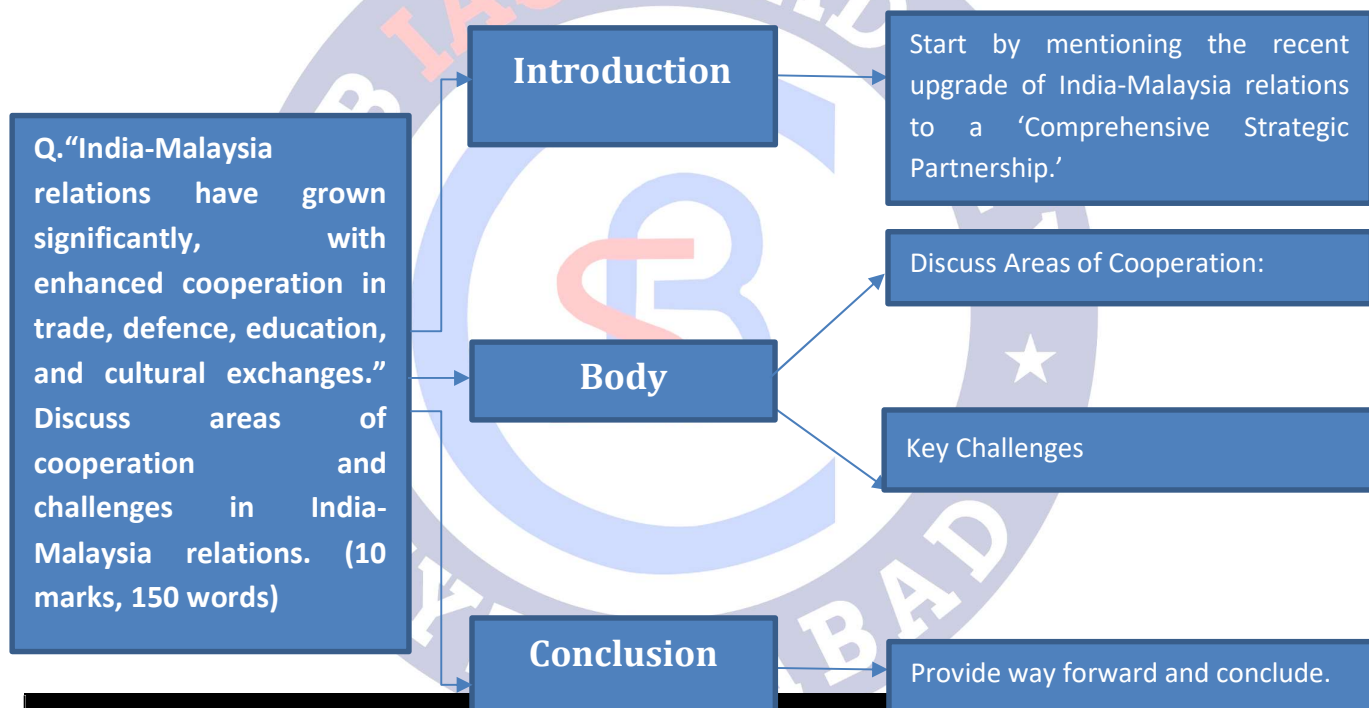 Q.“India-Malaysia
relations have grown
significantly, with
enhanced cooperation in
trade, defence, education,
and cultural exchanges.”
Discuss areas of
cooperation and
challenges in India-
Malaysia relations. (10
marks, 150 words)
Introduction
Start by mentioning the recent
upgrade of India-Malaysia relations
to a ‘Comprehensive Strategic
Partnership.’
Body
Discuss Areas of Cooperation:
Key Challenges
Conclusion
Provide way forward and conclude.